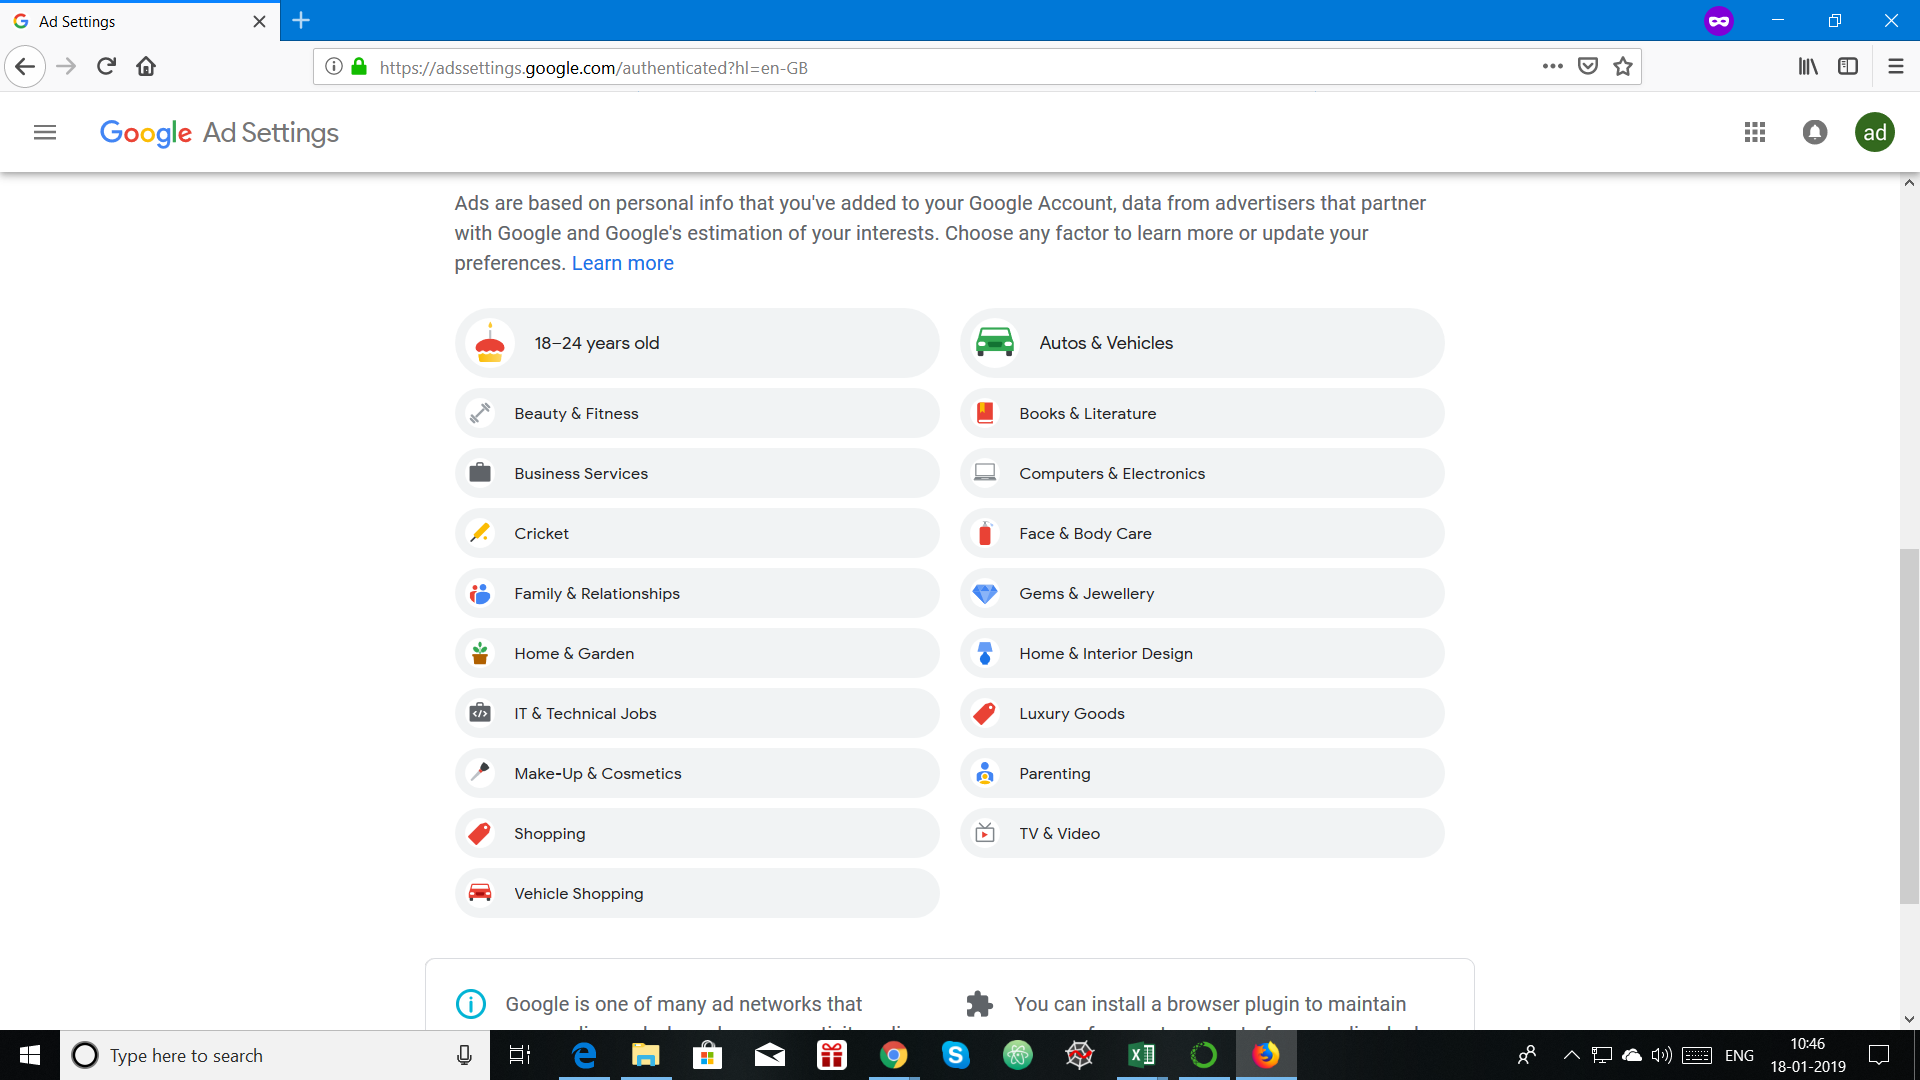 Ad Settings
https://adssettings.google.com/authenticated?hl=en-GB
Google Ad Settings
ad
Ads are based on personal info that you've added to your Google Account, data from advertisers that partner
with Google and Google's estimation of your interests. Choose any factor to learn more or update your
preferences. Learn more
18–24 years old
Autos & Vehicles
Beauty & Fitness
Books & Literature
Business Services
Computers & Electronics
Cricket
Face & Body Care
Family & Relationships
Gems & Jewellery
Home & Garden
Home & Interior Design
IT & Technical Jobs
Luxury Goods
Make-Up & Cosmetics
Parenting
Shopping
TV & Video
Vehicle Shopping
Google is one of many ad networks that
You can install a browser plugin to maintain
Type here to search
ENG
10:46
18-01-2019